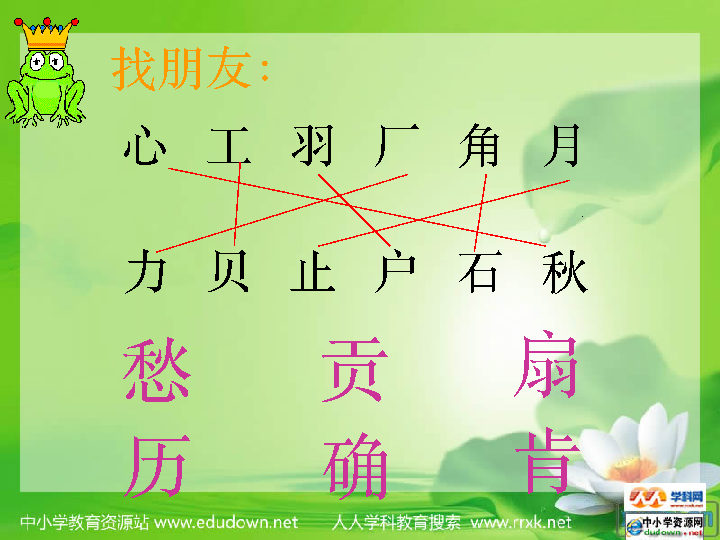 找朋友：
心 工 羽 厂 角 月
力 贝 止 户 石 秋
愁 贡 扇
历 确 肯
学科网
www.rrxk.net
中小学资源网
中小学教育资源站 www.edudown.net 人人学科教育搜索 www.rrxk.net